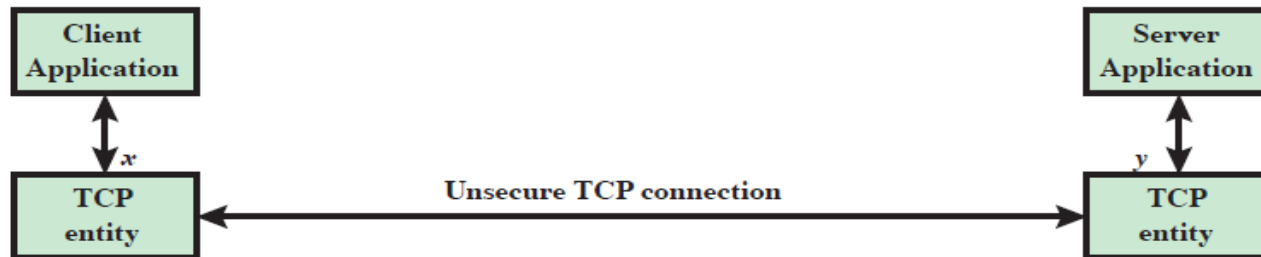 Client
Application
Server
Application
x
y
TCP
entity
Unsecure TCP connection
TCP
entity